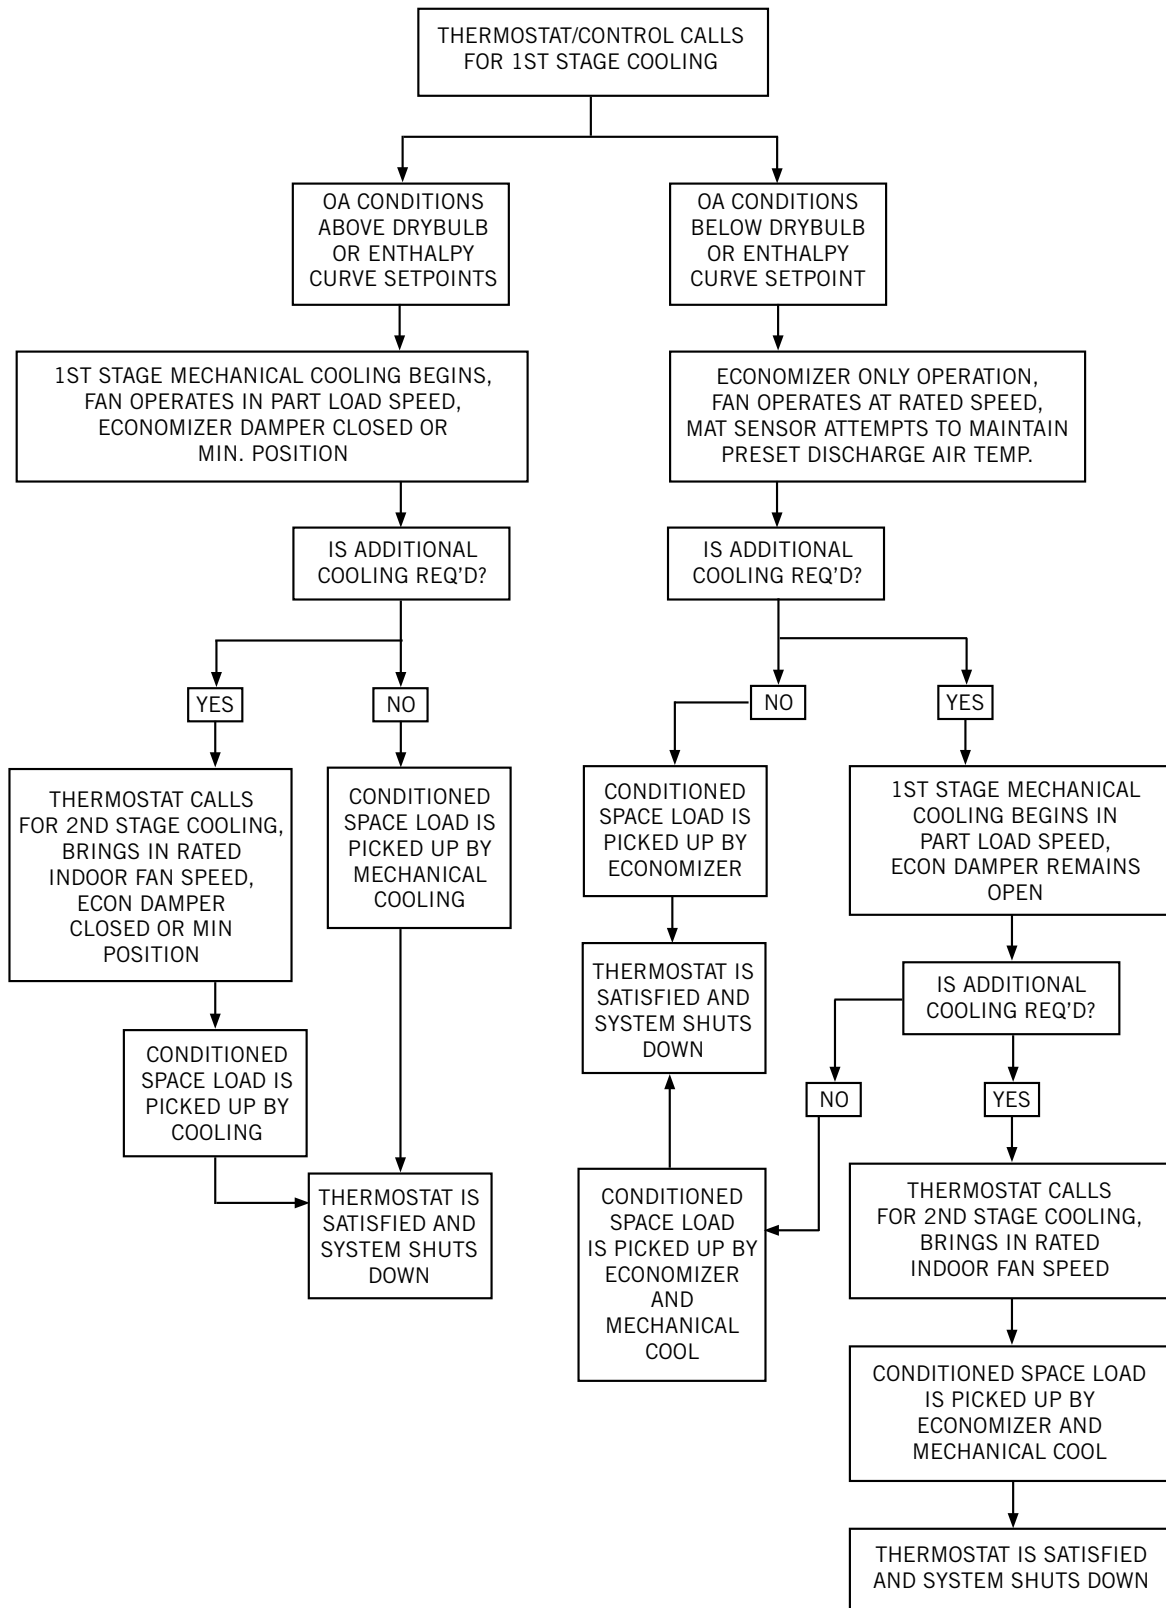 THERMOSTAT/CONTROL CALLS
FOR 1ST STAGE COOLING
OA CONDITIONS
ABOVE DRYBULB
OR ENTHALPY
CURVE SETPOINTS
OA CONDITIONS
BELOW DRYBULB
OR ENTHALPY
CURVE SETPOINT
1ST STAGE MECHANICAL COOLING BEGINS,
FAN OPERATES IN PART LOAD SPEED,
ECONOMIZER DAMPER CLOSED OR
MIN. POSITION
ECONOMIZER ONLY OPERATION,
FAN OPERATES AT RATED SPEED,
MAT SENSOR ATTEMPTS TO MAINTAIN
PRESET DISCHARGE AIR TEMP.
IS ADDITIONAL
COOLING REQ'D?
IS ADDITIONAL
COOLING REQ'D?
YES
NO
NO
YES
THERMOSTAT CALLS
FOR 2ND STAGE COOLING,
BRINGS IN RATED
INDOOR FAN SPEED,
ECON DAMPER
CLOSED OR MIN
POSITION
CONDITIONED
SPACE LOAD IS
PICKED UP BY
MECHANICAL
COOLING
CONDITIONED
SPACE LOAD IS
PICKED UP BY
ECONOMIZER
1ST STAGE MECHANICAL
COOLING BEGINS IN
PART LOAD SPEED,
ECON DAMPER REMAINS
OPEN
THERMOSTAT IS
SATISFIED AND
SYSTEM SHUTS
DOWN
IS ADDITIONAL
COOLING REQ'D?
CONDITIONED
SPACE LOAD IS
PICKED UP BY
COOLING
NO
YES
THERMOSTAT IS
SATISFIED AND
SYSTEM SHUTS
DOWN
CONDITIONED
SPACE LOAD
IS PICKED UP BY
ECONOMIZER
AND
MECHANICAL
COOL
THERMOSTAT CALLS
FOR 2ND STAGE COOLING,
BRINGS IN RATED
INDOOR FAN SPEED
CONDITIONED SPACE LOAD
IS PICKED UP BY
ECONOMIZER AND
MECHANICAL COOL
THERMOSTAT IS SATISFIED
AND SYSTEM SHUTS DOWN